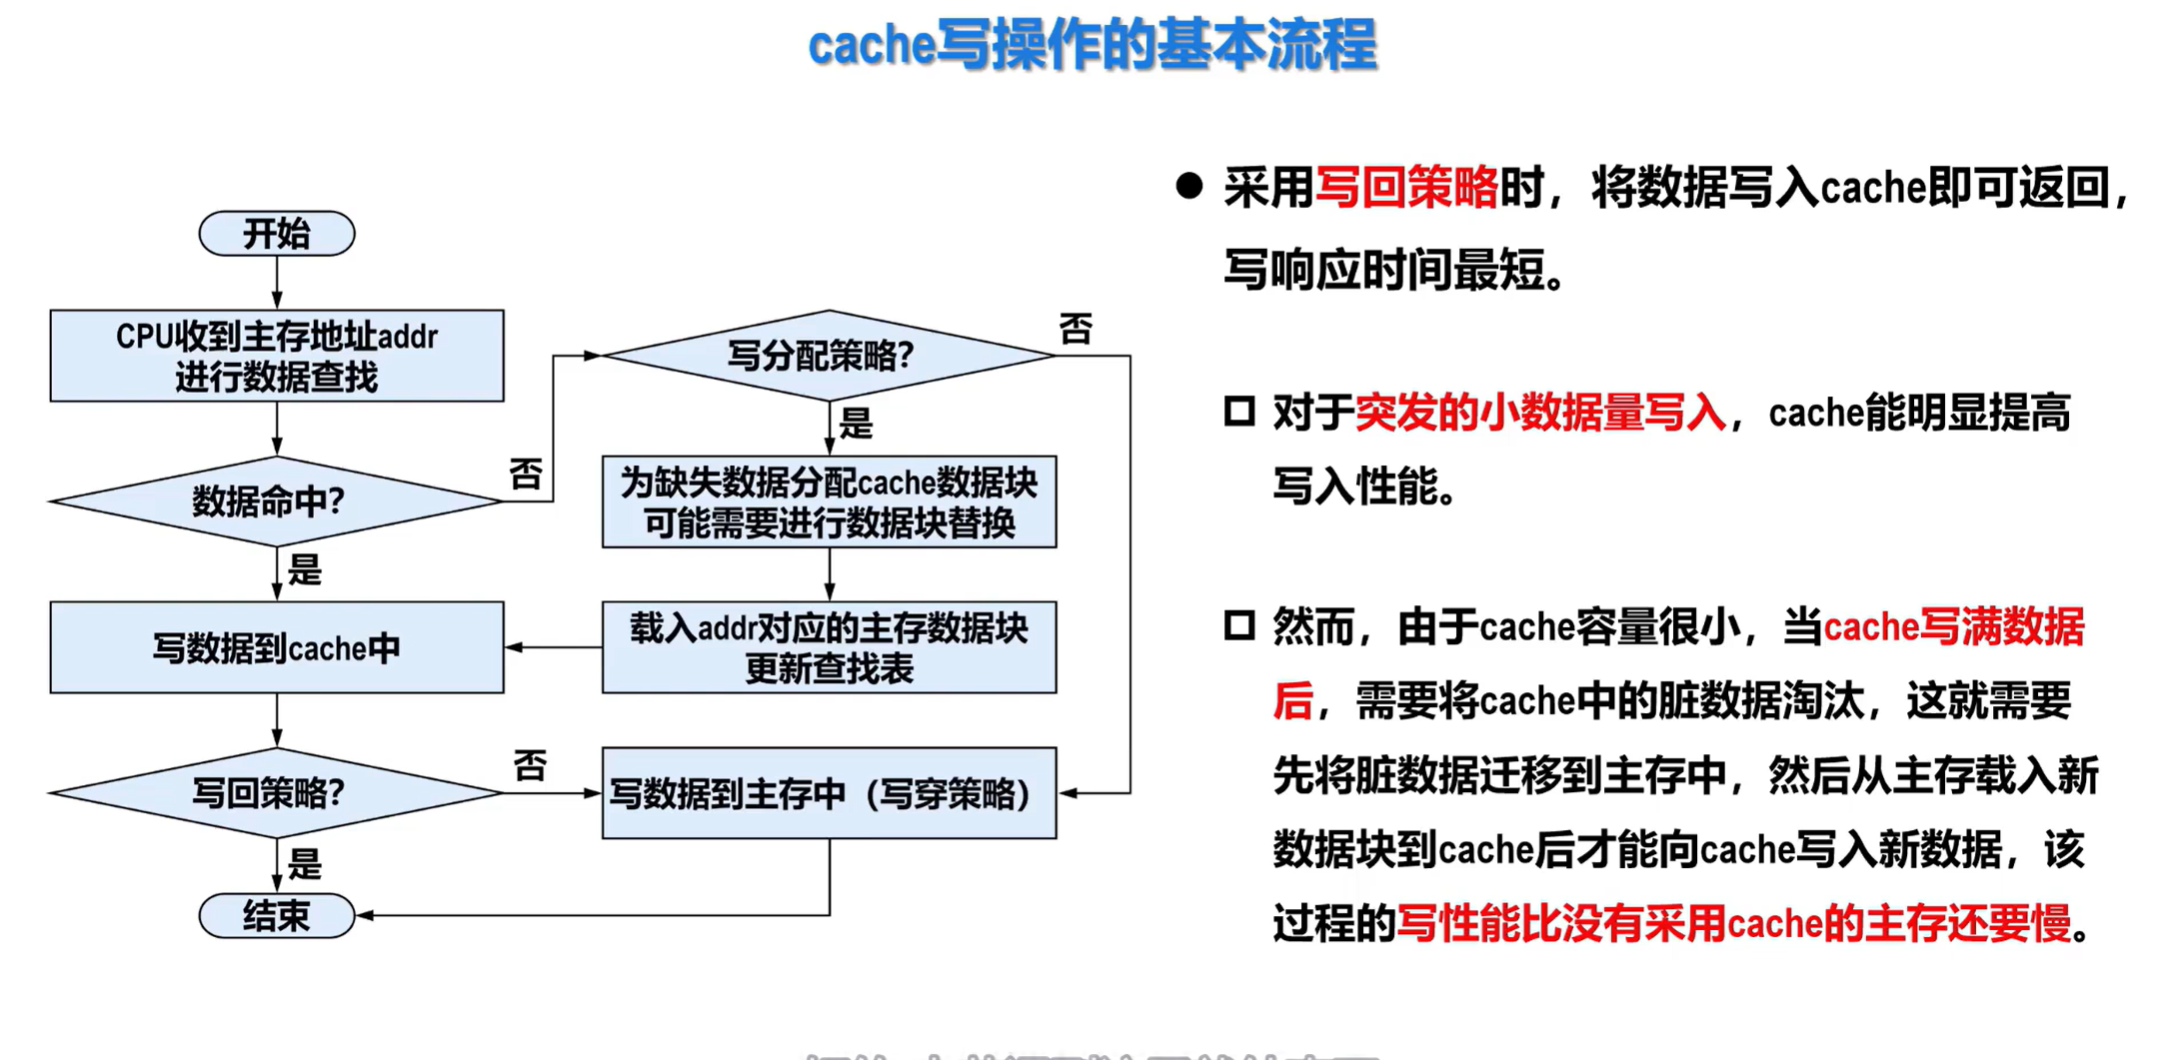 cache写操作的基本流程
开始
CPU收到主存地址addr
进行数据查找
数据命中?
否
是
写数据到cache中
写回策略?
否
是
结束
写分配策略?
否
是
为缺失数据分配cache数据块
可能需要进行数据块替换
载入addr对应的主存数据块
更新查找表
写数据到主存中（写穿策略）
● 采用写回策略时，将数据写入cache即可返回，
写响应时间最短。
对于突发的小数据量写入，cache能明显提高
写入性能。
然而，由于cache容量很小，当cache写满数据
后，需要将cache中的脏数据淘汰，这就需要
先将脏数据迁移到主存中，然后从主存载入新
数据块到cache后才能向cache写入新数据，该
过程的写性能比没有采用cache的主存还要慢。